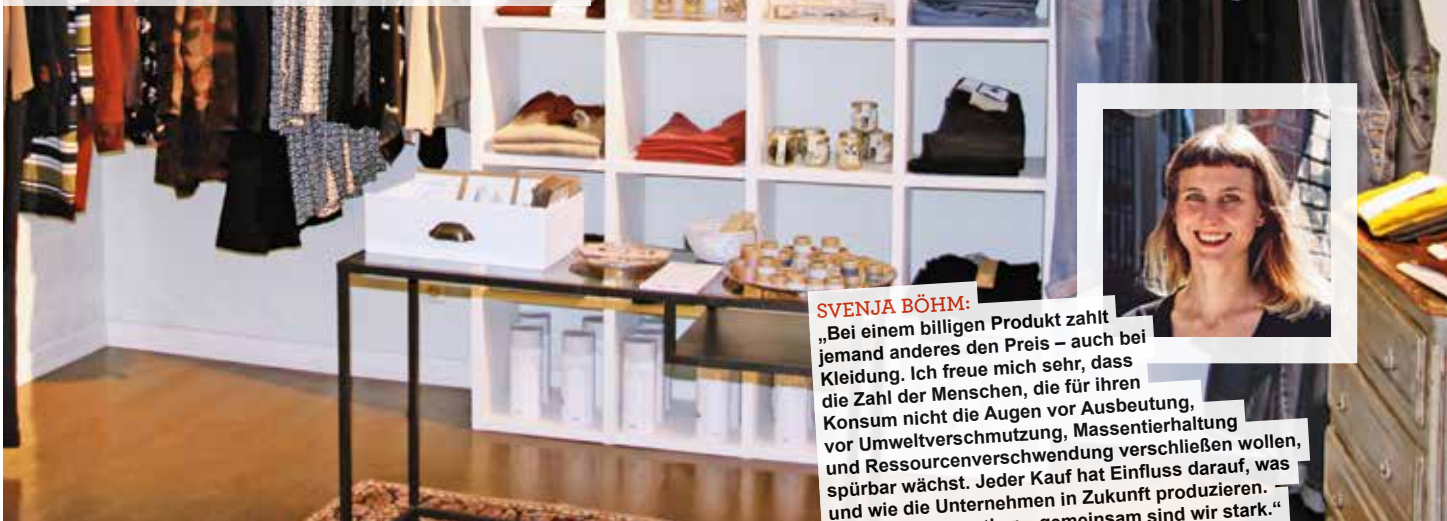 SVENJA BÖHM:
„Bei einem billigen Produkt zahlt
jemand anderes den Preis – auch bei
Kleidung. Ich freue mich sehr, dass
die Zahl der Menschen, die für ihren
Konsum nicht die Augen vor Ausbeutung,
vor Umweltverschmutzung, Massentierhaltung
und Ressourcenverschwendung verschließen wollen,
spürbar wächst. Jeder Kauf hat Einfluss darauf, was
und wie die Unternehmen in Zukunft produzieren.
gemeinsam sind wir stark.“